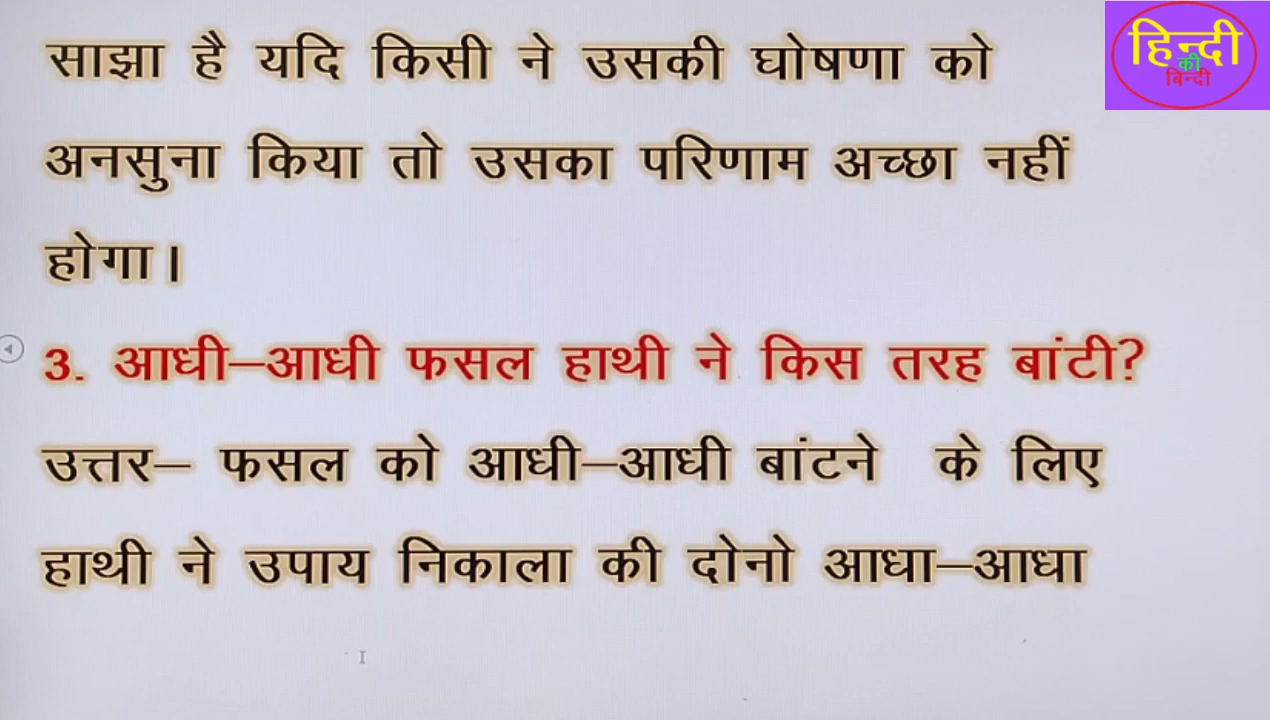 साझा है यदि किसी ने उसकी घोषणा को
अनसुना किया तो उसका परिणाम अच्छा नहीं
होगा।
3. आधी–आधी फसल हाथी ने किस तरह बांटी?
उत्तर– फसल को आधी–आधी बांटने के लिए
हाथी ने उपाय निकाला की दोनो आधा–आधा
हिन्दी
की
बिन्दी